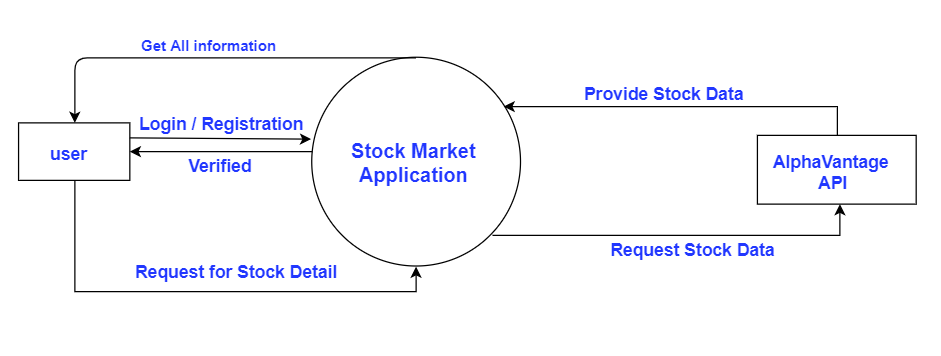 Get All information
Provide Stock Data
Login / Registration
user
Verified
Stock Market
Application
AlphaVantage
API
Request Stock Data
Request for Stock Detail